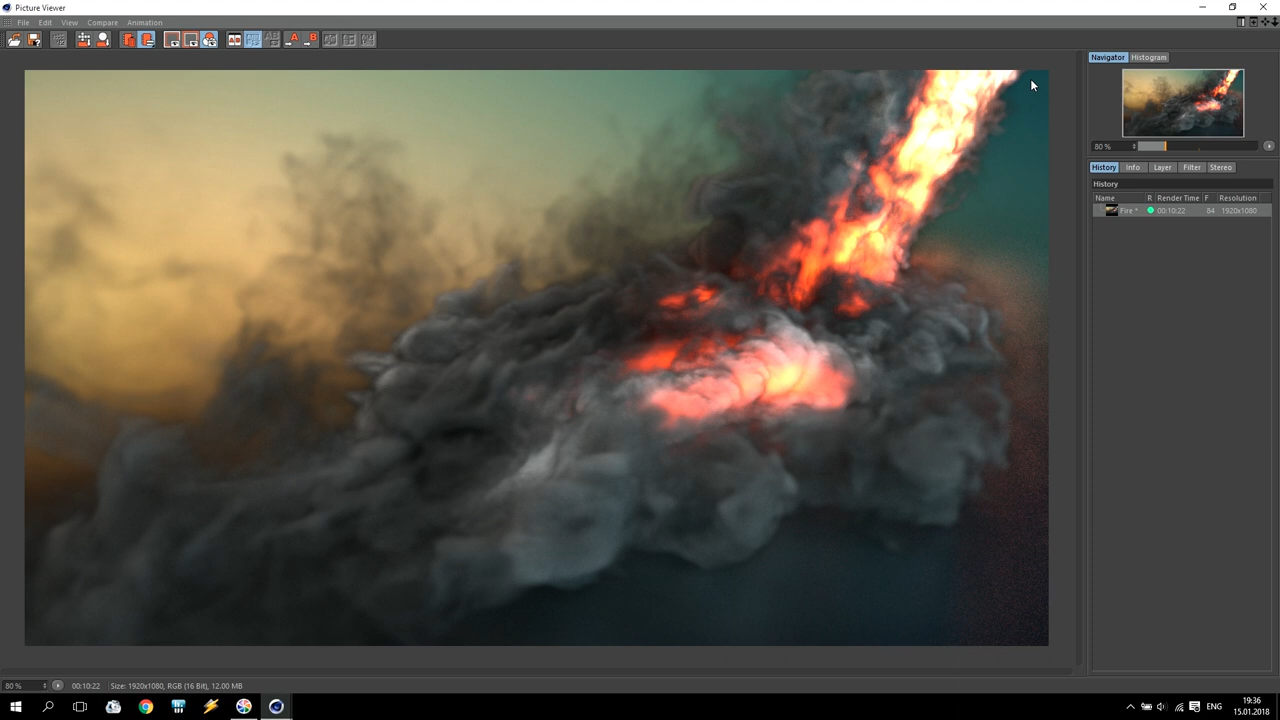 Picture Viewer
File Edit View Compare Animation
Navigator Histogram
80 %
History Info Layer Filter Stereo
History
Name R Render Time F Resolution
Fire * 00:10:22 84 1920x1080
80 % 00:10:22 Size: 1920x1080, RGB (16 Bit), 12.00 MB
ENG
19:36
15.01.2018